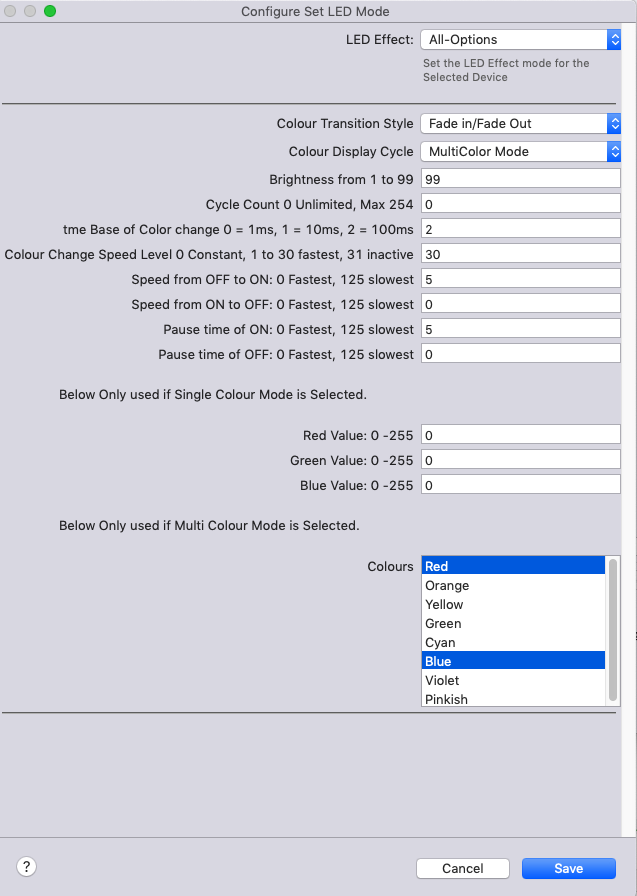 Configure Set LED Mode
LED Effect: All-Options
Set the LED Effect mode for the
Selected Device
Colour Transition Style Fade in/Fade Out
Colour Display Cycle MultiColor Mode
Brightness from 1 to 99 99
Cycle Count 0 Unlimited, Max 254 0
tme Base of Color change 0 = 1ms, 1 = 10ms, 2 = 100ms 2
Colour Change Speed Level 0 Constant, 1 to 30 fastest, 31 inactive 30
Speed from OFF to ON: 0 Fastest, 125 slowest 5
Speed from ON to OFF: 0 Fastest, 125 slowest 0
Pause time of ON: 0 Fastest, 125 slowest 5
Pause time of OFF: 0 Fastest, 125 slowest 0
Below Only used if Single Colour Mode is Selected.
Red Value: 0 -255 0
Green Value: 0 -255 0
Blue Value: 0 -255 0
Below Only used if Multi Colour Mode is Selected.
Colours Red
Orange
Yellow
Green
Cyan
Blue
Violet
Pinkish
? Cancel Save